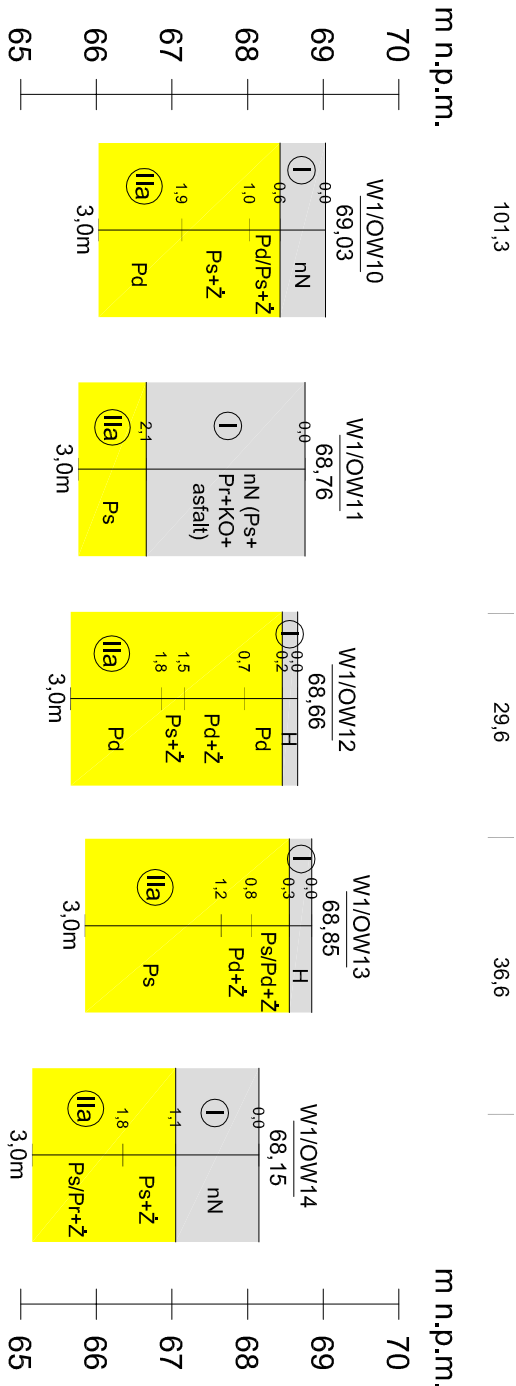 101,3
29,6
36,6
m n.p.m.
70
69
68
67
66
65
W1/OW10
69,03
0,0
I
nN
0,6
Pd/Ps+Ż
1,0
Ps+Ż
1,9
IIa
Pd
3,0m
W1/OW11
68,76
0,0
I
nN (Ps+
Pr+KO+
asfalt)
2,1
IIa
Ps
3,0m
W1/OW12
68,66
0,0
I
H
0,2
Pd
0,7
Pd+Ż
1,5
Ps+Ż
1,8
IIa
Pd
3,0m
W1/OW13
68,85
0,0
I
H
0,3
Ps/Pd+Ż
0,8
Pd+Ż
1,2
IIa
Ps
3,0m
W1/OW14
68,15
0,0
I
nN
1,1
Ps+Ż
1,8
IIa
Ps/Pr+Ż
3,0m
m n.p.m.
70
69
68
67
66
65